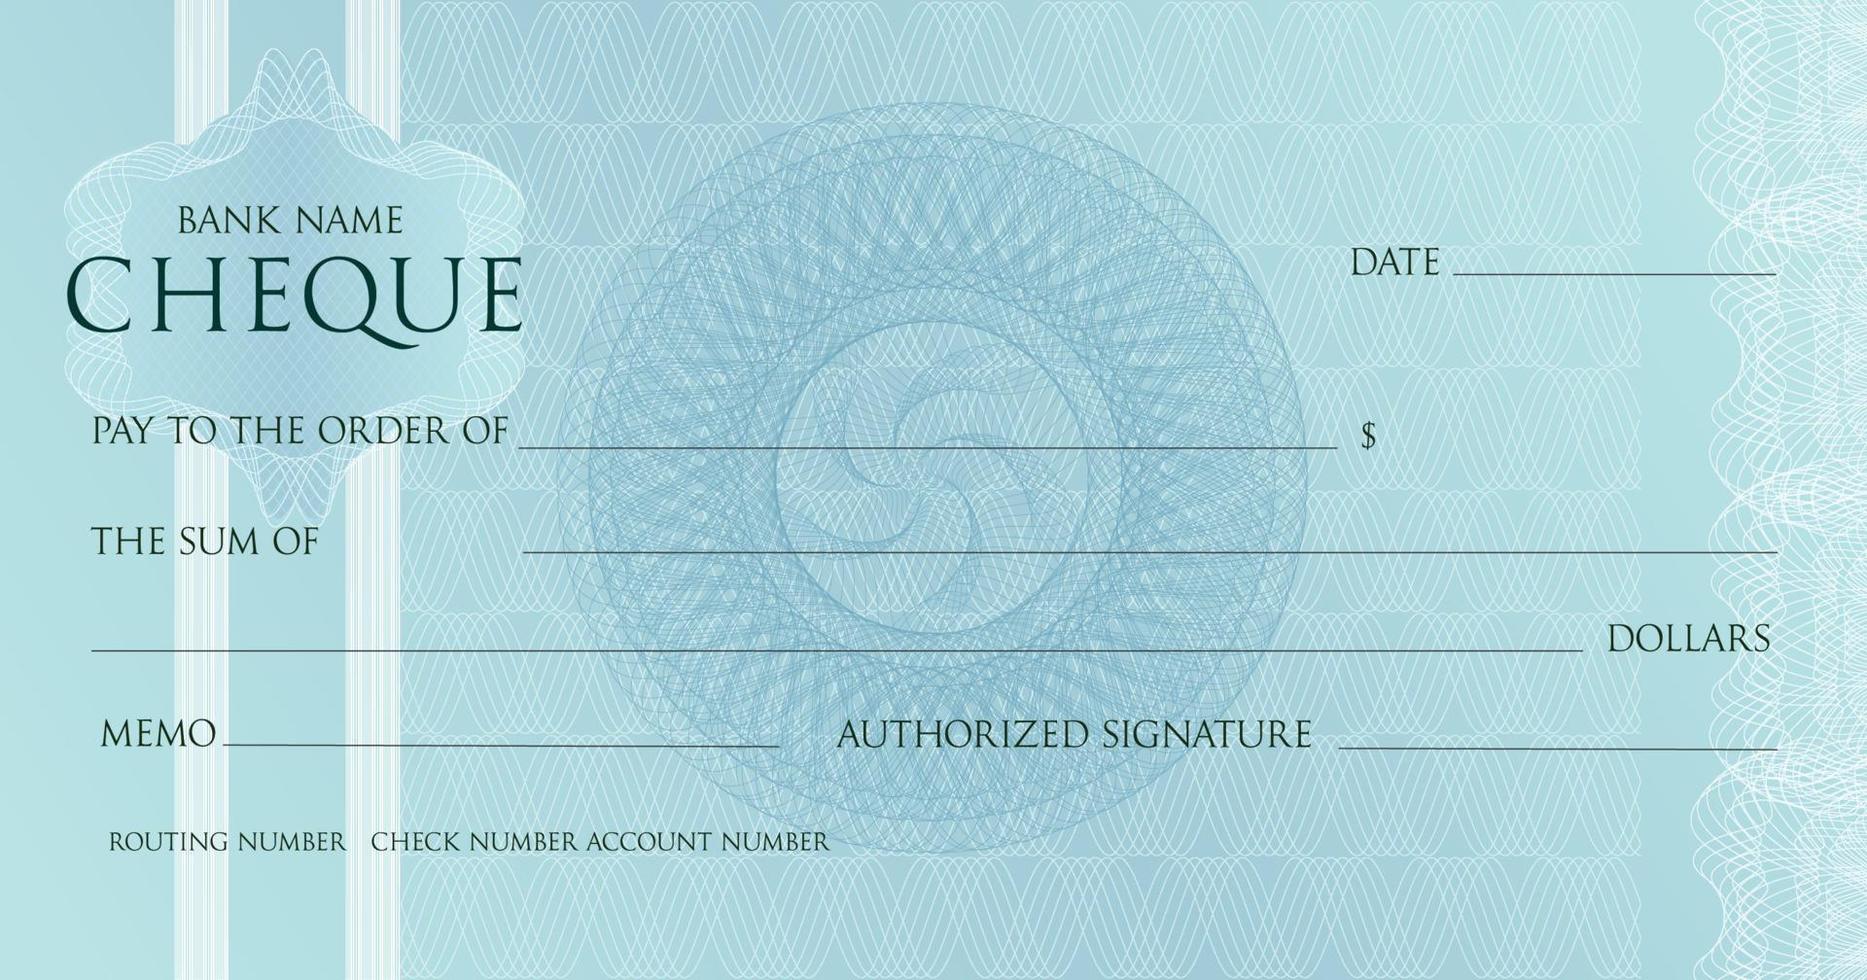 BANK NAME
CHEQUE
DATE
PAY TO THE ORDER OF $
THE SUM OF
DOLLARS
MEMO AUTHORIZED SIGNATURE
ROUTING NUMBER CHECK NUMBER ACCOUNT NUMBER